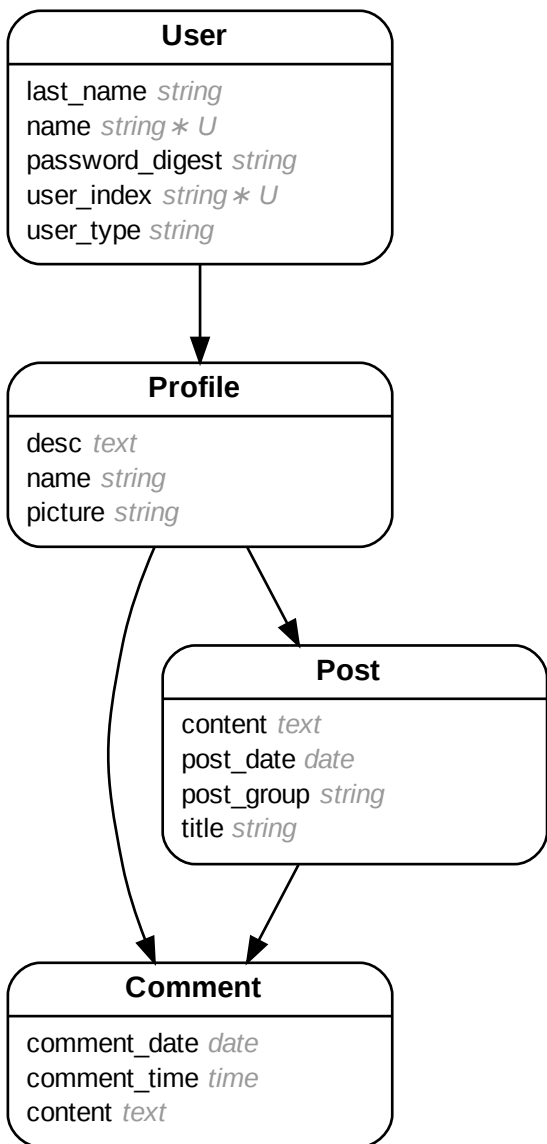 User
last_name string
name string ∗ U
password_digest string
user_index string ∗ U
user_type string
Profile
desc text
name string
picture string
Post
content text
post_date date
post_group string
title string
Comment
comment_date date
comment_time time
content text